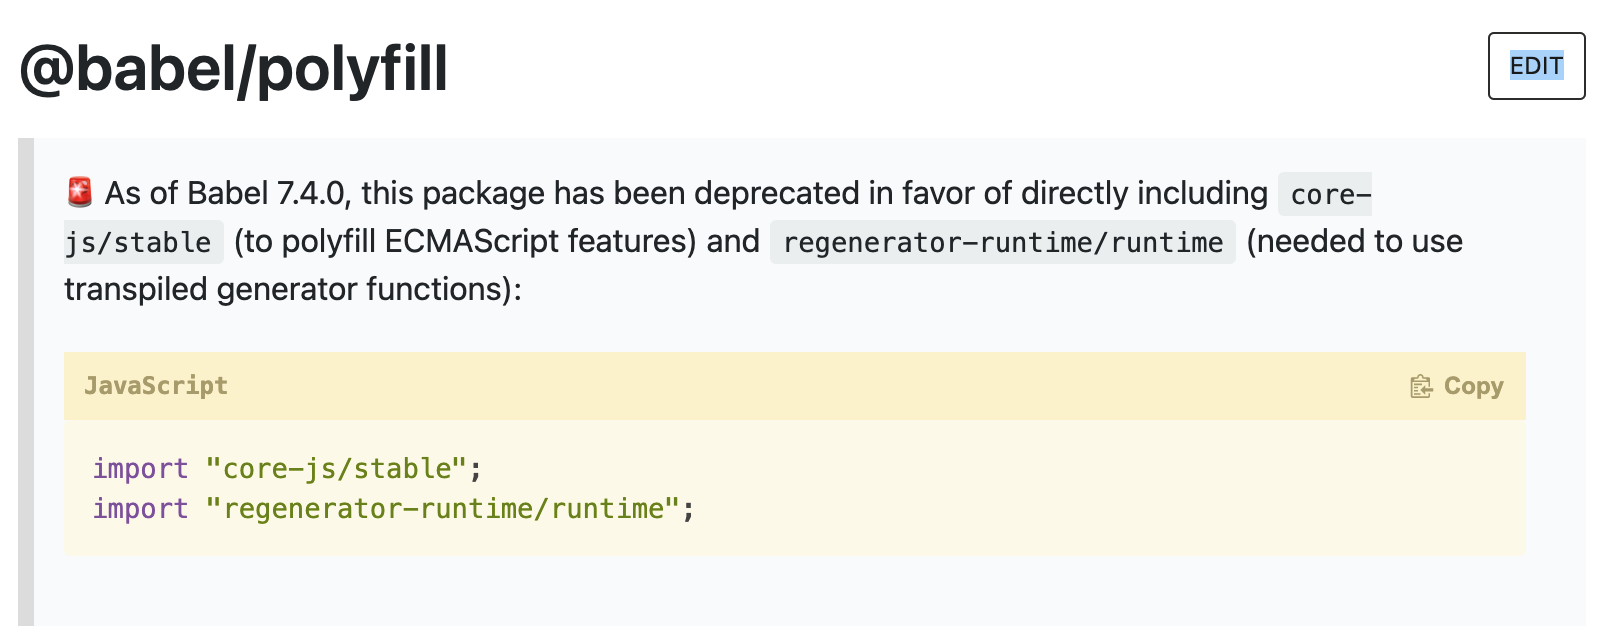 @babel/polyfill
EDIT
🚨 As of Babel 7.4.0, this package has been deprecated in favor of directly including core-
js/stable (to polyfill ECMAScript features) and regenerator-runtime/runtime (needed to use
transpiled generator functions):
JavaScript
Copy
import "core-js/stable";
import "regenerator-runtime/runtime";